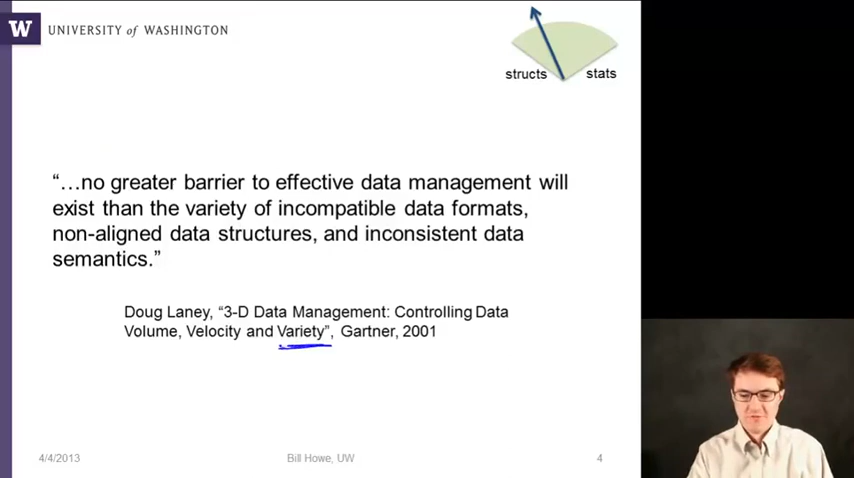 W UNIVERSITY of WASHINGTON
structs stats
“…no greater barrier to effective data management will
exist than the variety of incompatible data formats,
non-aligned data structures, and inconsistent data
semantics.”
Doug Laney, “3-D Data Management: Controlling Data
Volume, Velocity and Variety”, Gartner, 2001
4/4/2013 Bill Howe, UW 4